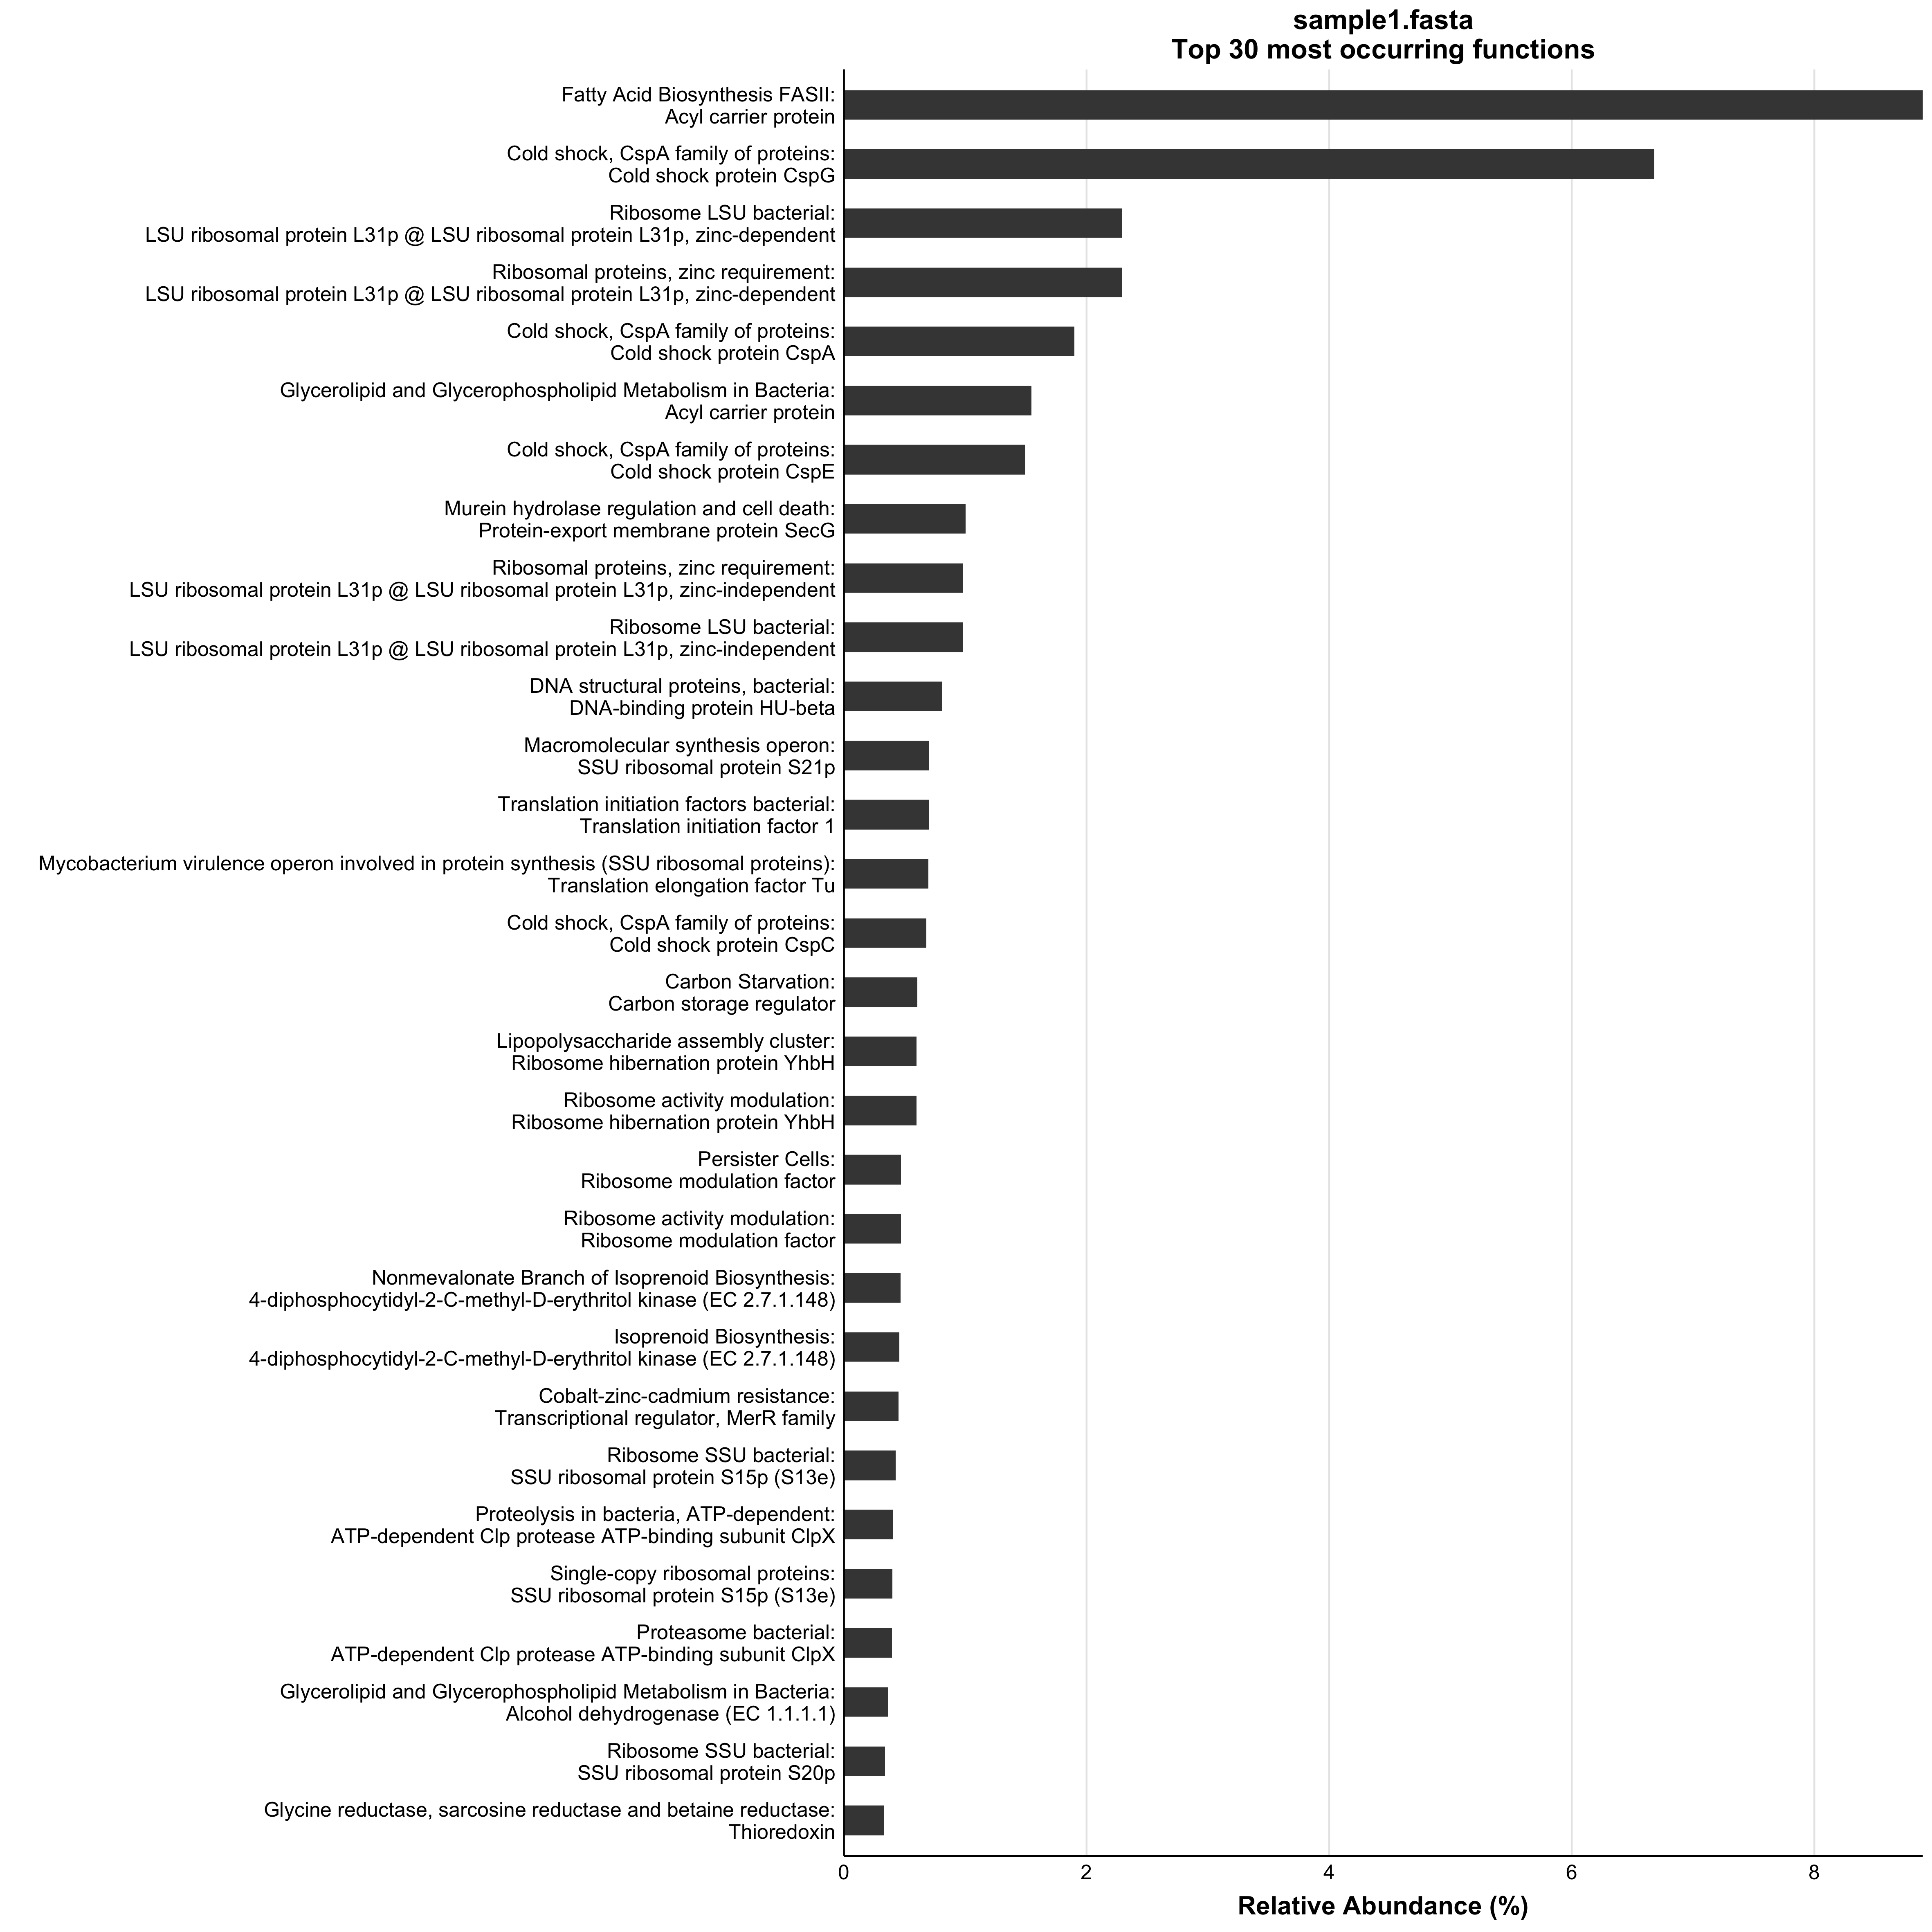 sample1.fasta
Top 30 most occurring functions
Fatty Acid Biosynthesis FASII:
Acyl carrier protein
Cold shock, CspA family of proteins:
Cold shock protein CspG
Ribosome LSU bacterial:
LSU ribosomal protein L31p @ LSU ribosomal protein L31p, zinc-dependent
Ribosomal proteins, zinc requirement:
LSU ribosomal protein L31p @ LSU ribosomal protein L31p, zinc-dependent
Cold shock, CspA family of proteins:
Cold shock protein CspA
Glycerolipid and Glycerophospholipid Metabolism in Bacteria:
Acyl carrier protein
Cold shock, CspA family of proteins:
Cold shock protein CspE
Murein hydrolase regulation and cell death:
Protein-export membrane protein SecG
Ribosomal proteins, zinc requirement:
LSU ribosomal protein L31p @ LSU ribosomal protein L31p, zinc-independent
Ribosome LSU bacterial:
LSU ribosomal protein L31p @ LSU ribosomal protein L31p, zinc-independent
DNA structural proteins, bacterial:
DNA-binding protein HU-beta
Macromolecular synthesis operon:
SSU ribosomal protein S21p
Translation initiation factors bacterial:
Translation initiation factor 1
Mycobacterium virulence operon involved in protein synthesis (SSU ribosomal proteins):
Translation elongation factor Tu
Cold shock, CspA family of proteins:
Cold shock protein CspC
Carbon Starvation:
Carbon storage regulator
Lipopolysaccharide assembly cluster:
Ribosome hibernation protein YhbH
Ribosome activity modulation:
Ribosome hibernation protein YhbH
Persister Cells:
Ribosome modulation factor
Ribosome activity modulation:
Ribosome modulation factor
Nonmevalonate Branch of Isoprenoid Biosynthesis:
4-diphosphocytidyl-2-C-methyl-D-erythritol kinase (EC 2.7.1.148)
Isoprenoid Biosynthesis:
4-diphosphocytidyl-2-C-methyl-D-erythritol kinase (EC 2.7.1.148)
Cobalt-zinc-cadmium resistance:
Transcriptional regulator, MerR family
Ribosome SSU bacterial:
SSU ribosomal protein S15p (S13e)
Proteolysis in bacteria, ATP-dependent:
ATP-dependent Clp protease ATP-binding subunit ClpX
Single-copy ribosomal proteins:
SSU ribosomal protein S15p (S13e)
Proteasome bacterial:
ATP-dependent Clp protease ATP-binding subunit ClpX
Glycerolipid and Glycerophospholipid Metabolism in Bacteria:
Alcohol dehydrogenase (EC 1.1.1.1)
Ribosome SSU bacterial:
SSU ribosomal protein S20p
Glycine reductase, sarcosine reductase and betaine reductase:
Thioredoxin
0 2 4 6 8
Relative Abundance (%)